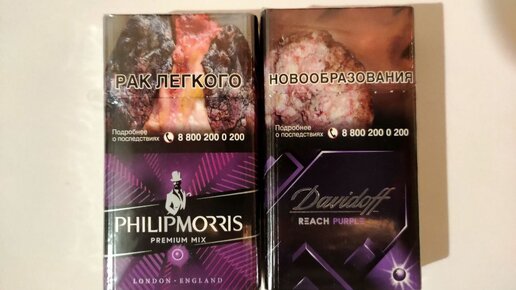 РАК ЛЕГКОГО
Подробнее
о последствиях 8 800 200 0 200
PHILIP MORRIS
PREMIUM MIX
LONDON · ENGLAND
НОВООБРАЗОВАНИЯ
Подробнее
о последствиях 8 800 200 0 200
Davidoff
REACH PURPLE